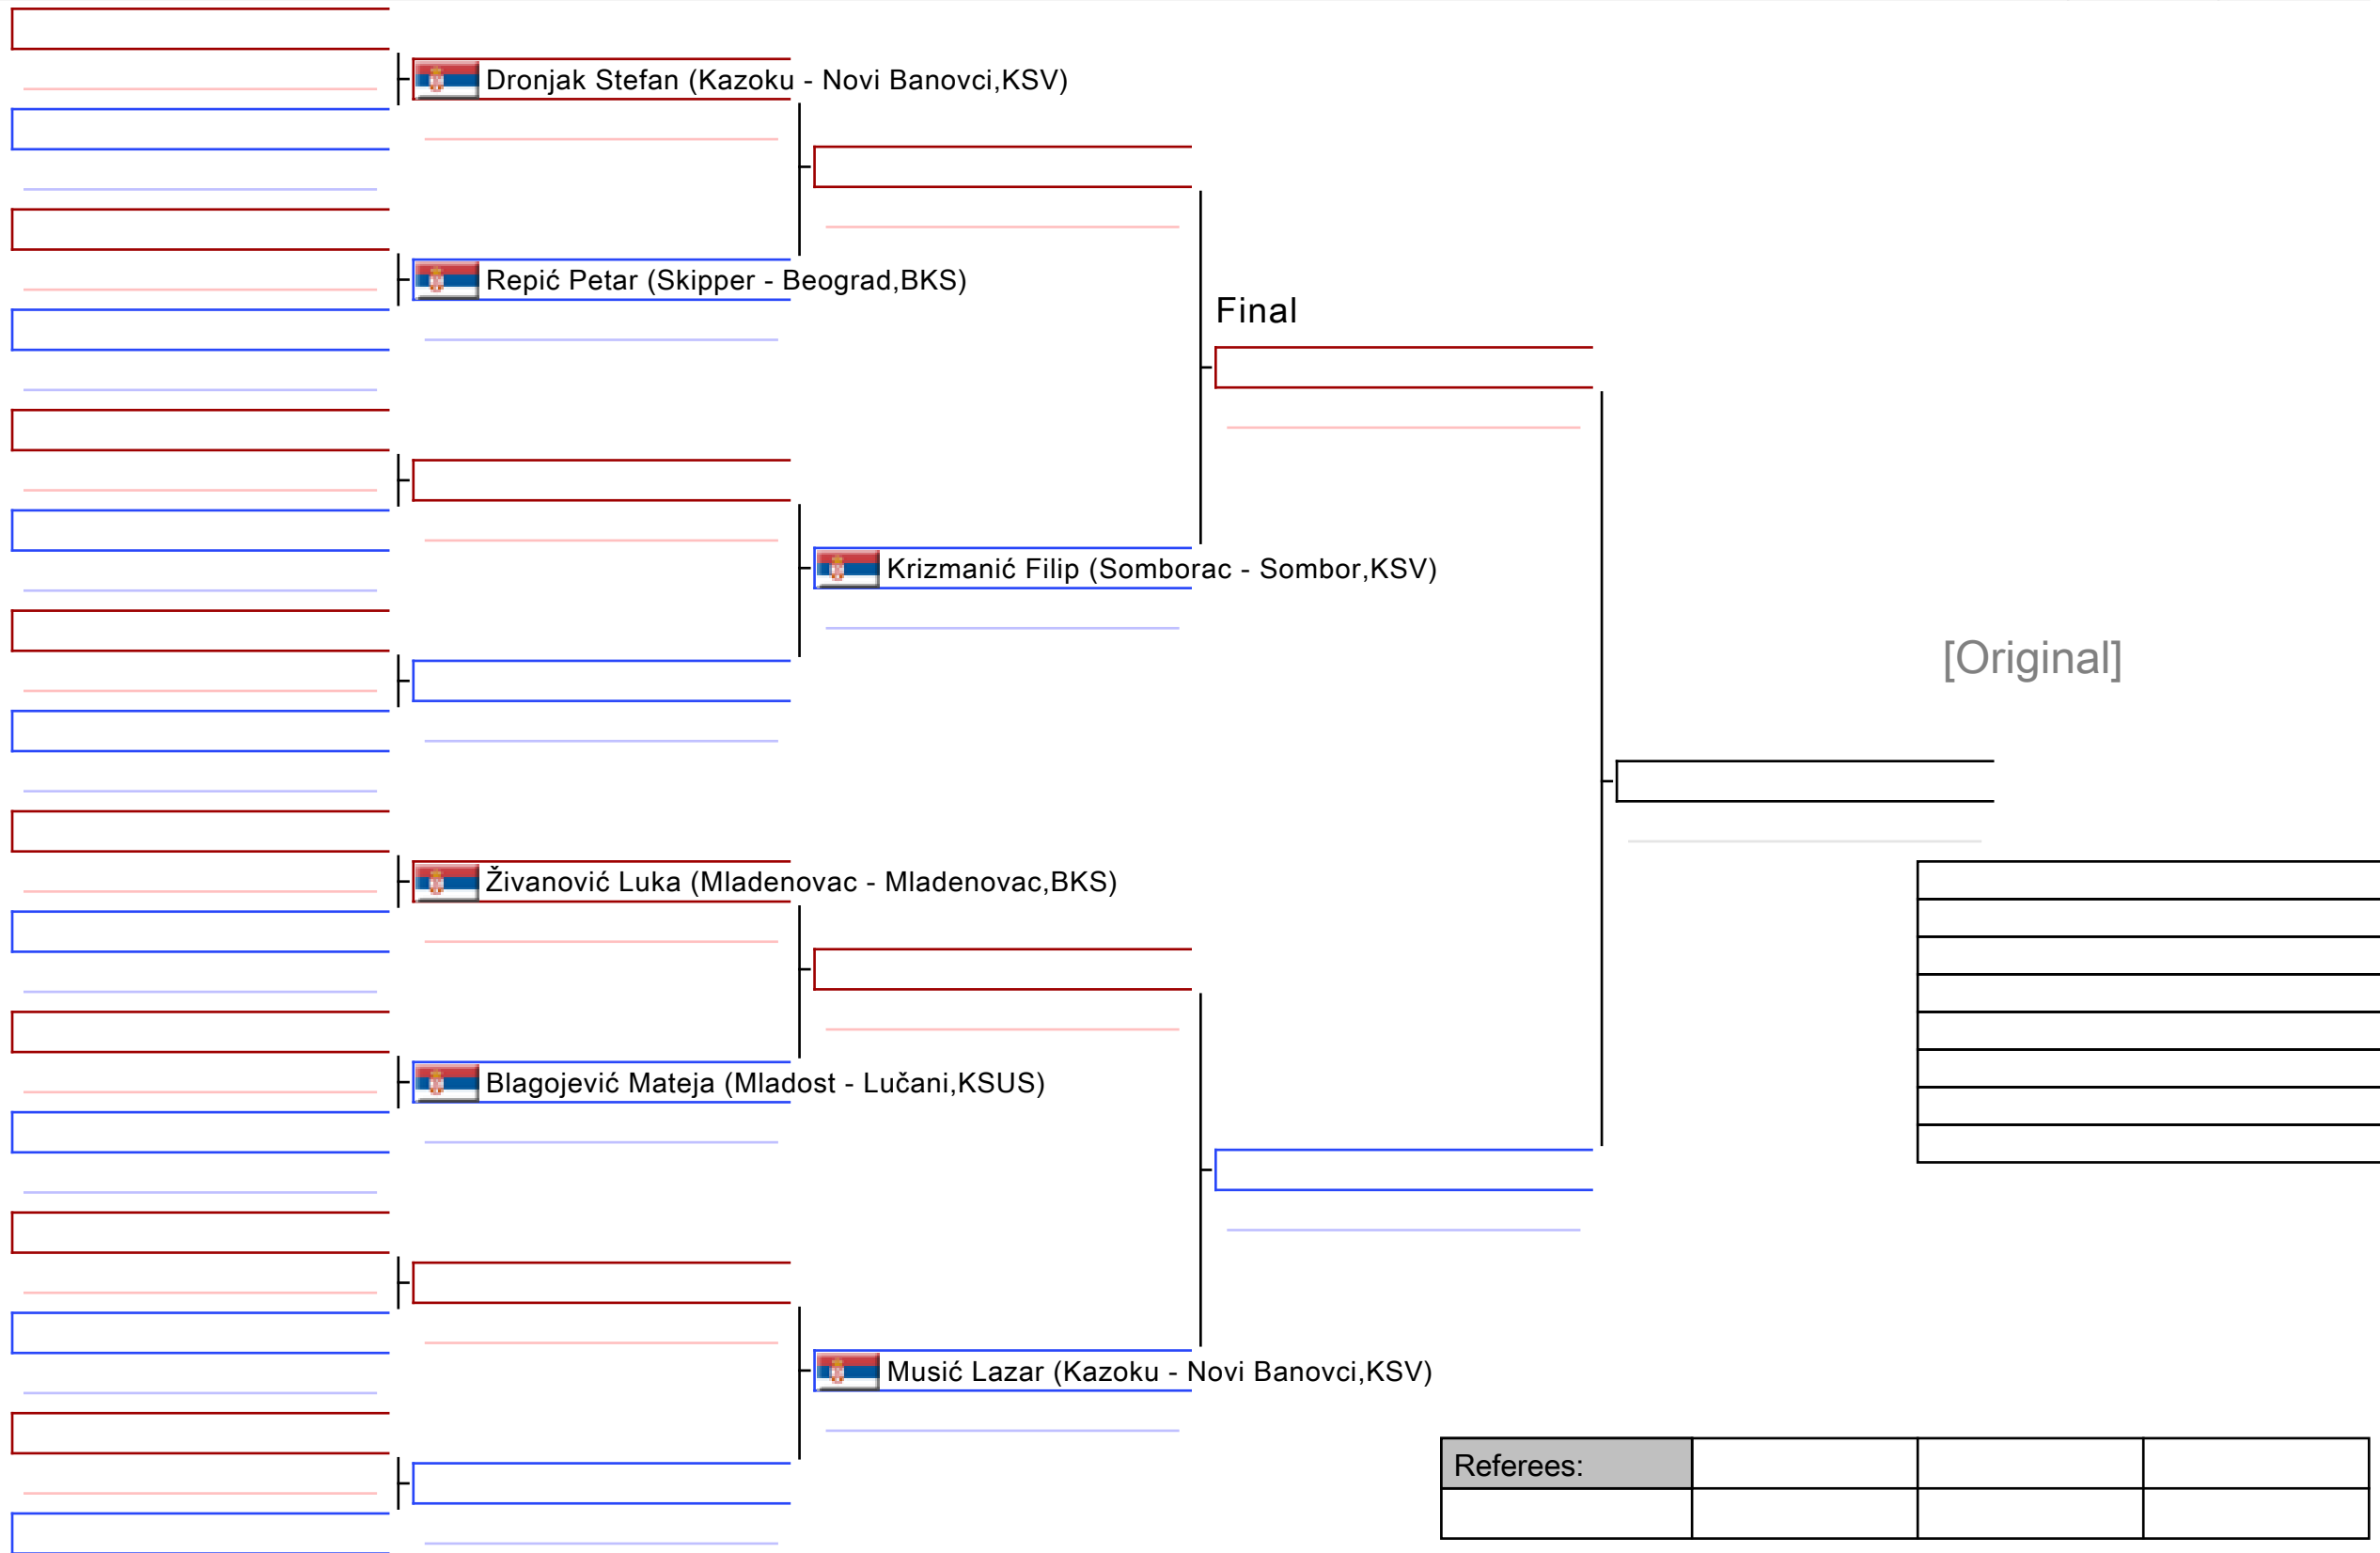 Dronjak Stefan (Kazoku - Novi Banovci,KSV)
Repić Petar (Skipper - Beograd,BKS)
Final
Krizmanić Filip (Somborac - Sombor,KSV)
[Original]
Živanović Luka (Mladenovac - Mladenovac,BKS)
Blagojević Mateja (Mladost - Lučani,KSUS)
Musić Lazar (Kazoku - Novi Banovci,KSV)
Referees: